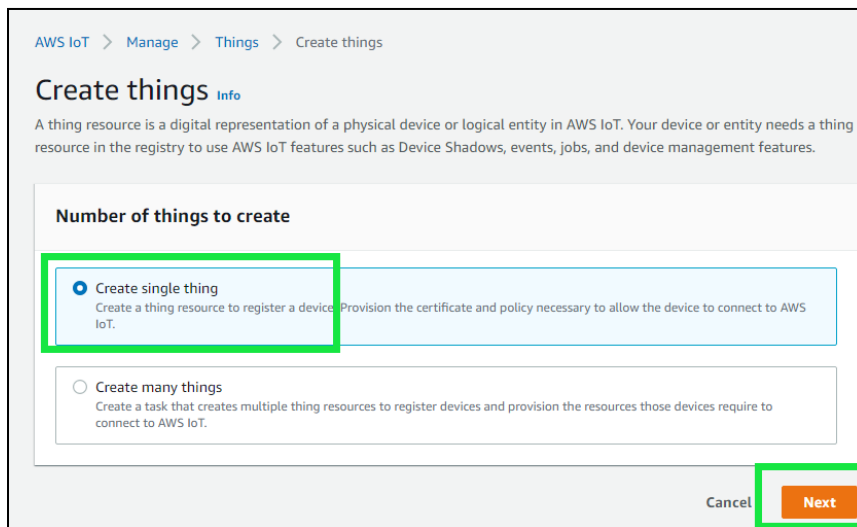 AWS IoT > Manage > Things > Create things
Create things Info
A thing resource is a digital representation of a physical device or logical entity in AWS IoT. Your device or entity needs a thing
resource in the registry to use AWS IoT features such as Device Shadows, events, jobs, and device management features.
Number of things to create
Create single thing
Create a thing resource to register a device. Provision the certificate and policy necessary to allow the device to connect to AWS
IoT.
Create many things
Create a task that creates multiple thing resources to register devices and provision the resources those devices require to
connect to AWS IoT.
Cancel Next